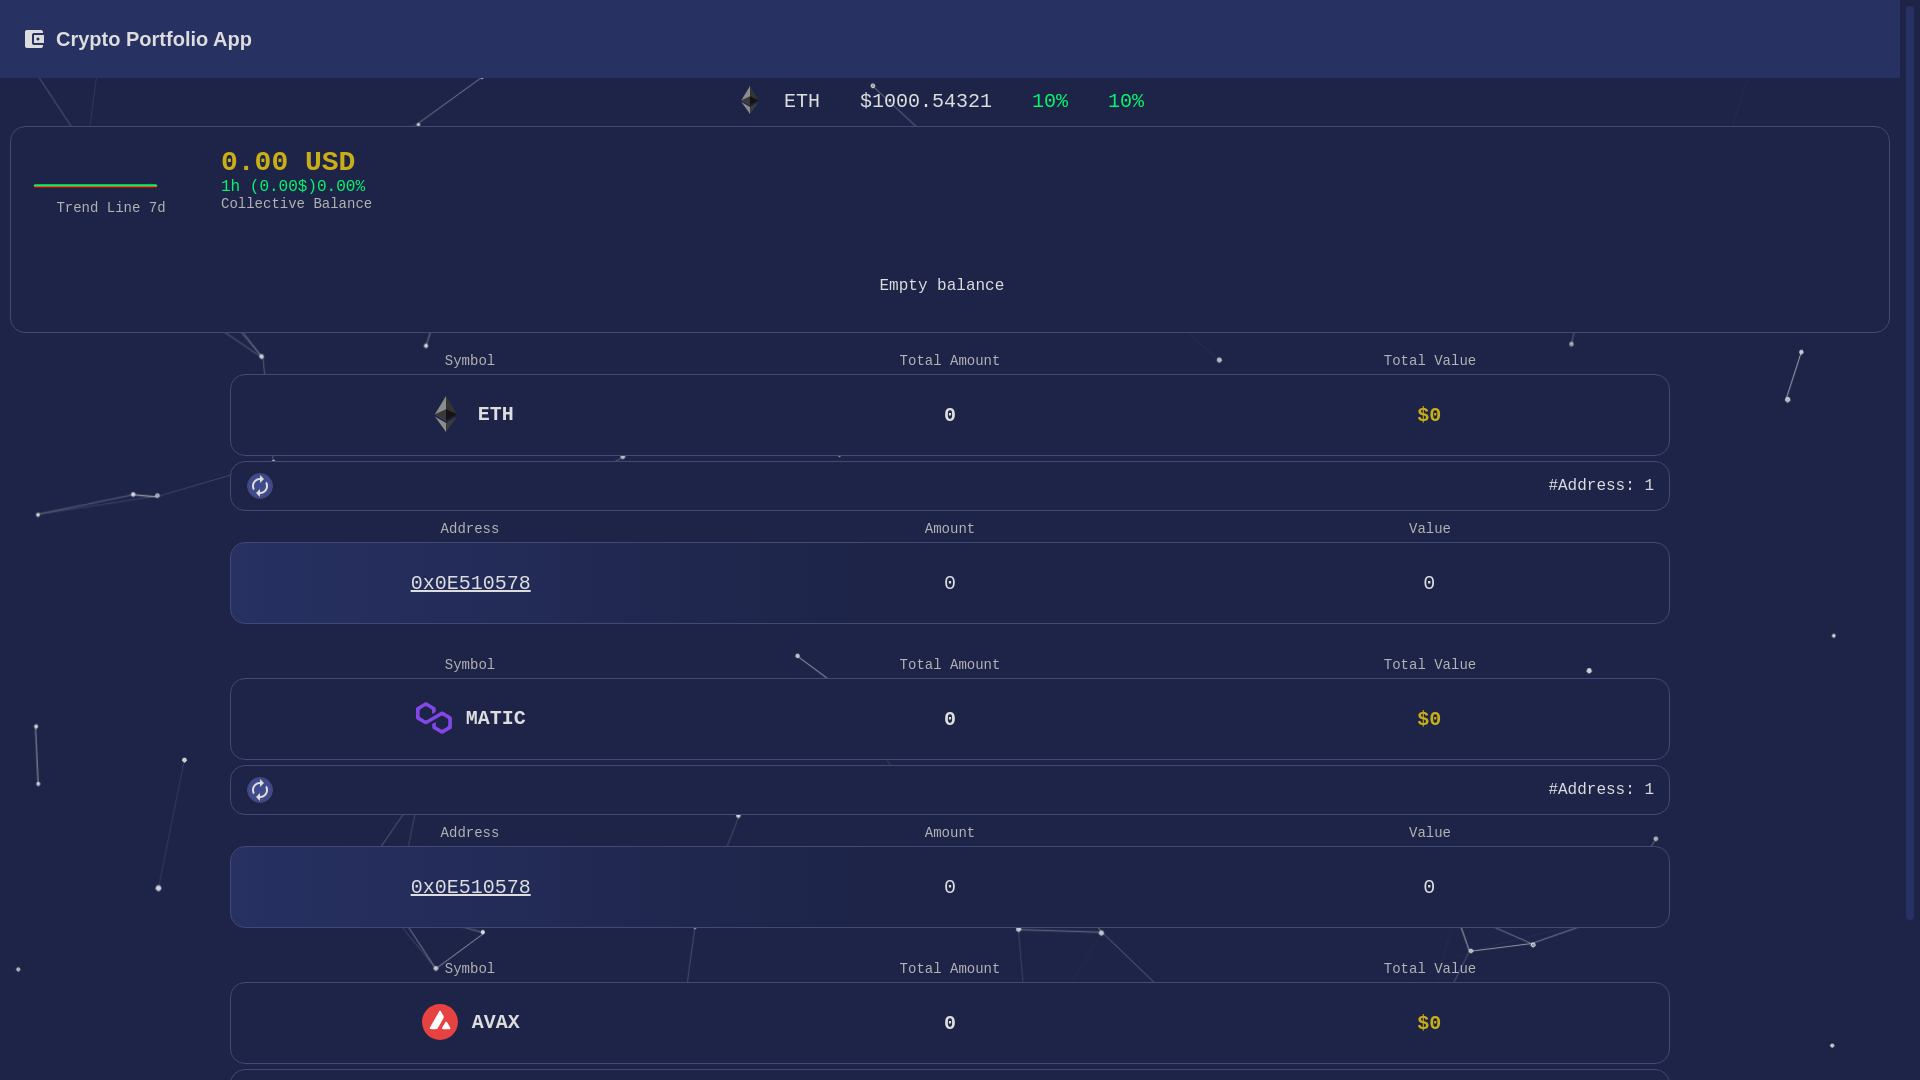 Crypto Portfolio App
ETH $1000.54321 10% 10%
0.00 USD
1h (0.00$)0.00%
Collective Balance
Trend Line 7d
Empty balance
Symbol Total Amount Total Value
ETH 0 $0
#Address: 1
Address Amount Value
0x0E510578 0 0
Symbol Total Amount Total Value
MATIC 0 $0
#Address: 1
Address Amount Value
0x0E510578 0 0
Symbol Total Amount Total Value
AVAX 0 $0